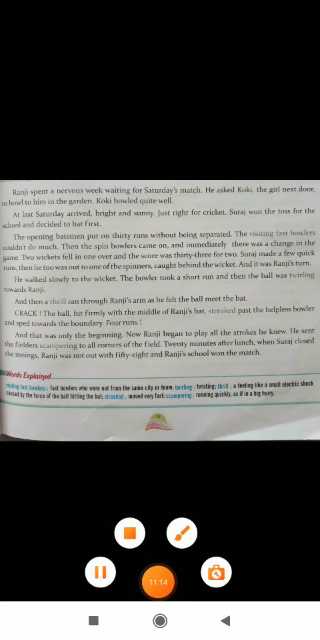 Ranji spent a nervous week waiting for Saturday's match. He asked Koki, the girl next door,
to bowl to him in the garden. Koki bowled quite well.
At last Saturday arrived, bright and sunny. Just right for cricket. Suraj won the toss for the
school and decided to bat first.
The opening batsmen put on thirty runs without being separated. The visiting fast bowlers
couldn't do much. Then the spin bowlers came on, and immediately there was a change in the
game. Two wickets fell in one over and the score was thirty-three for two. Suraj made a few quick
runs, then he too was out to one of the spinners, caught behind the wicket. And it was Ranji's turn.
He walked slowly to the wicket. The bowler took a short run and then the ball was twirling
towards Ranji.
And then a thrill ran through Ranji's arm as he felt the ball meet the bat.
CRACK ! The ball, hit firmly with the middle of Ranji's bat, streaked past the helpless bowler
and sped towards the boundary. Four runs !
And that was only the beginning. Now Ranji began to play all the strokes he knew. He sent
the fielders scampering to all corners of the field. Twenty minutes after lunch, when Suraj closed
the innings, Ranji was not out with fifty-eight and Ranji's school won the match.
Words Explained
visiting fast bowlers : fast bowlers who were not from the same city or team; twirling : twisting; thrill : a feeling like a small electric shock
caused by the force of the ball hitting the bat; streaked : moved very fast; scampering : running quickly, as if in a big hurry.
11:14